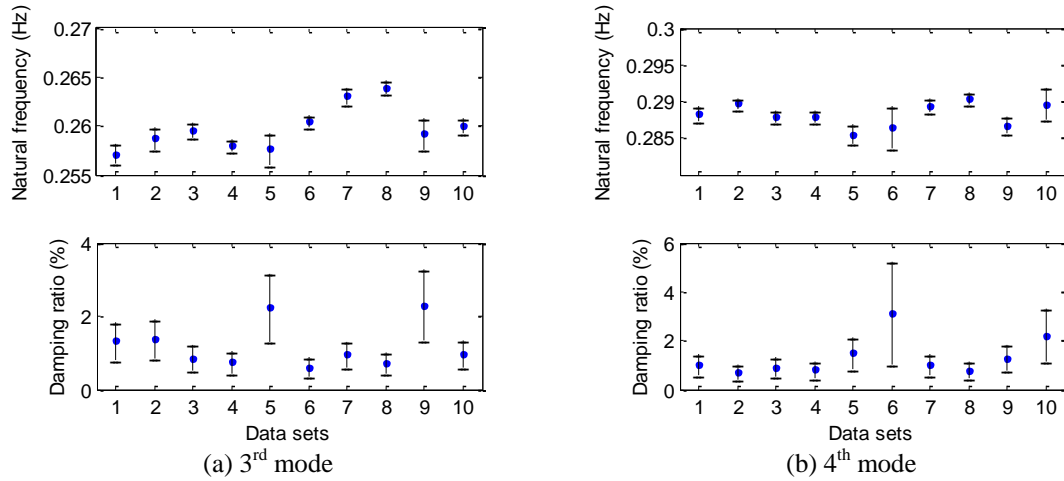 Natural frequency (Hz)
0.27
0.265
0.26
0.255
1 2 3 4 5 6 7 8 9 10
Damping ratio (%)
4
2
0
1 2 3 4 5 6 7 8 9 10
Data sets
(a) 3rd mode
Natural frequency (Hz)
0.3
0.295
0.29
0.285
1 2 3 4 5 6 7 8 9 10
Damping ratio (%)
6
4
2
0
1 2 3 4 5 6 7 8 9 10
Data sets
(b) 4th mode